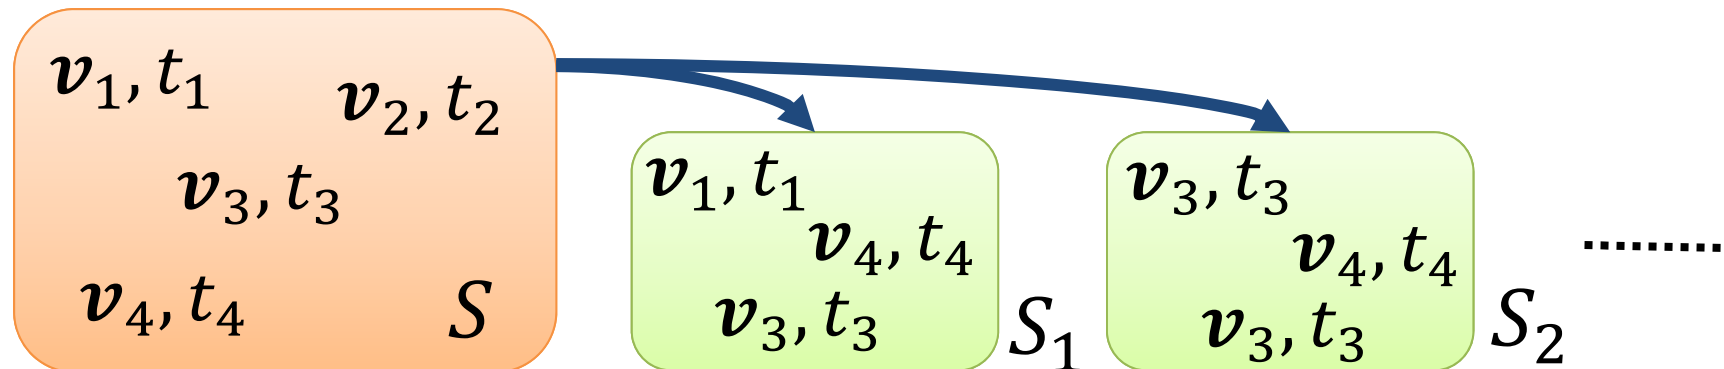 𝒗₁, t₁
𝒗₂, t₂
𝒗₃, t₃
𝒗₄, t₄
S
𝒗₁, t₁
𝒗₄, t₄
𝒗₃, t₃
S₁
𝒗₃, t₃
𝒗₄, t₄
𝒗₃, t₃
S₂
.........